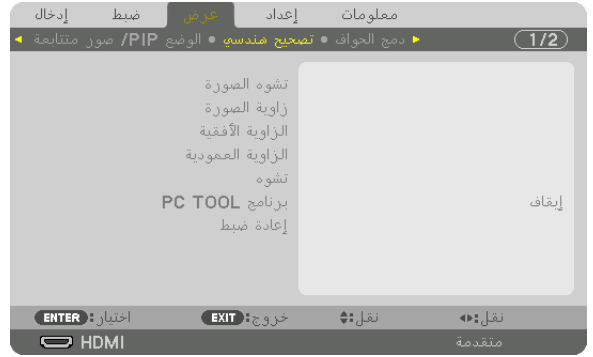 إدخال ضبط عرض إعداد معلومات
◄ الوضع PIP/ صور متتابعة ● تصحيح هندسي ● دمج الحواف ► 1/2
تشوه الصورة
زاوية الصورة
الزاوية الأفقية
الزاوية العمودية
تشوه
برنامج PC TOOL إيقاف
إعادة ضبط
ENTER :اختيار EXIT :خروج نقل: نقل:
HDMI متقدمة